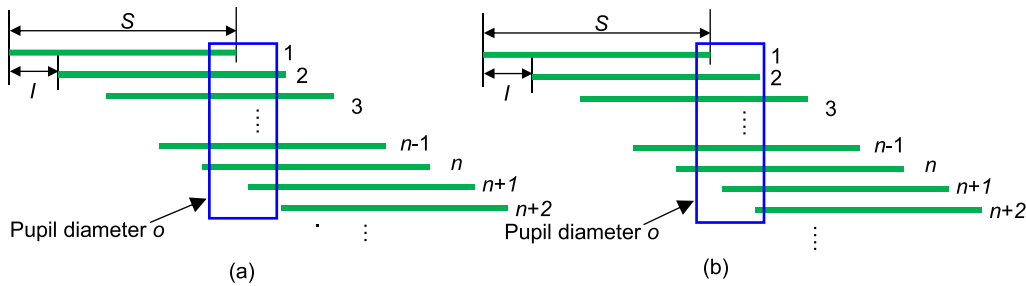 S
1
I
2
3
n-1
n
n+1
n+2
Pupil diameter o
(a)
S
1
I
2
3
n-1
n
n+1
n+2
Pupil diameter o
(b)